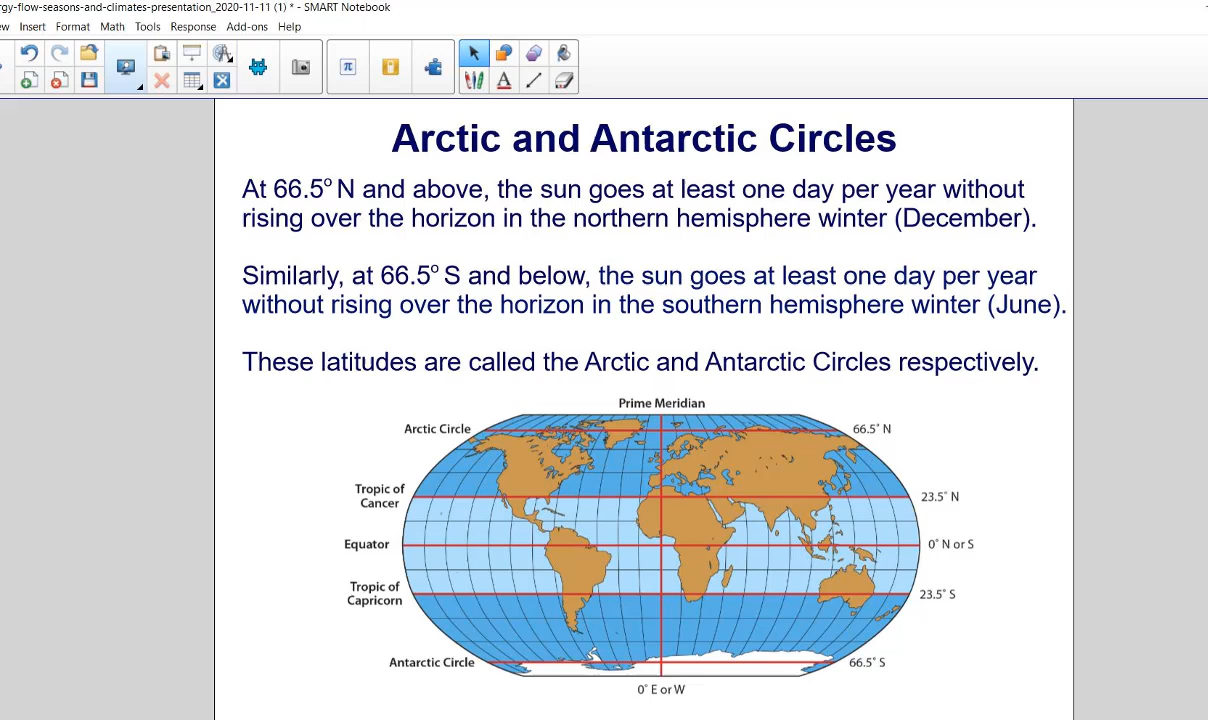 rgy-flow-seasons-and-climates-presentation_2020-11-11 (1) * - SMART Notebook
ew Insert Format Math Tools Response Add-ons Help
π
A
Arctic and Antarctic Circles
At 66.5° N and above, the sun goes at least one day per year without
rising over the horizon in the northern hemisphere winter (December).
Similarly, at 66.5° S and below, the sun goes at least one day per year
without rising over the horizon in the southern hemisphere winter (June).
These latitudes are called the Arctic and Antarctic Circles respectively.
Prime Meridian
Arctic Circle
66.5° N
Tropic of
Cancer
23.5° N
Equator
0° N or S
Tropic of
Capricorn
23.5° S
Antarctic Circle
66.5° S
0° E or W